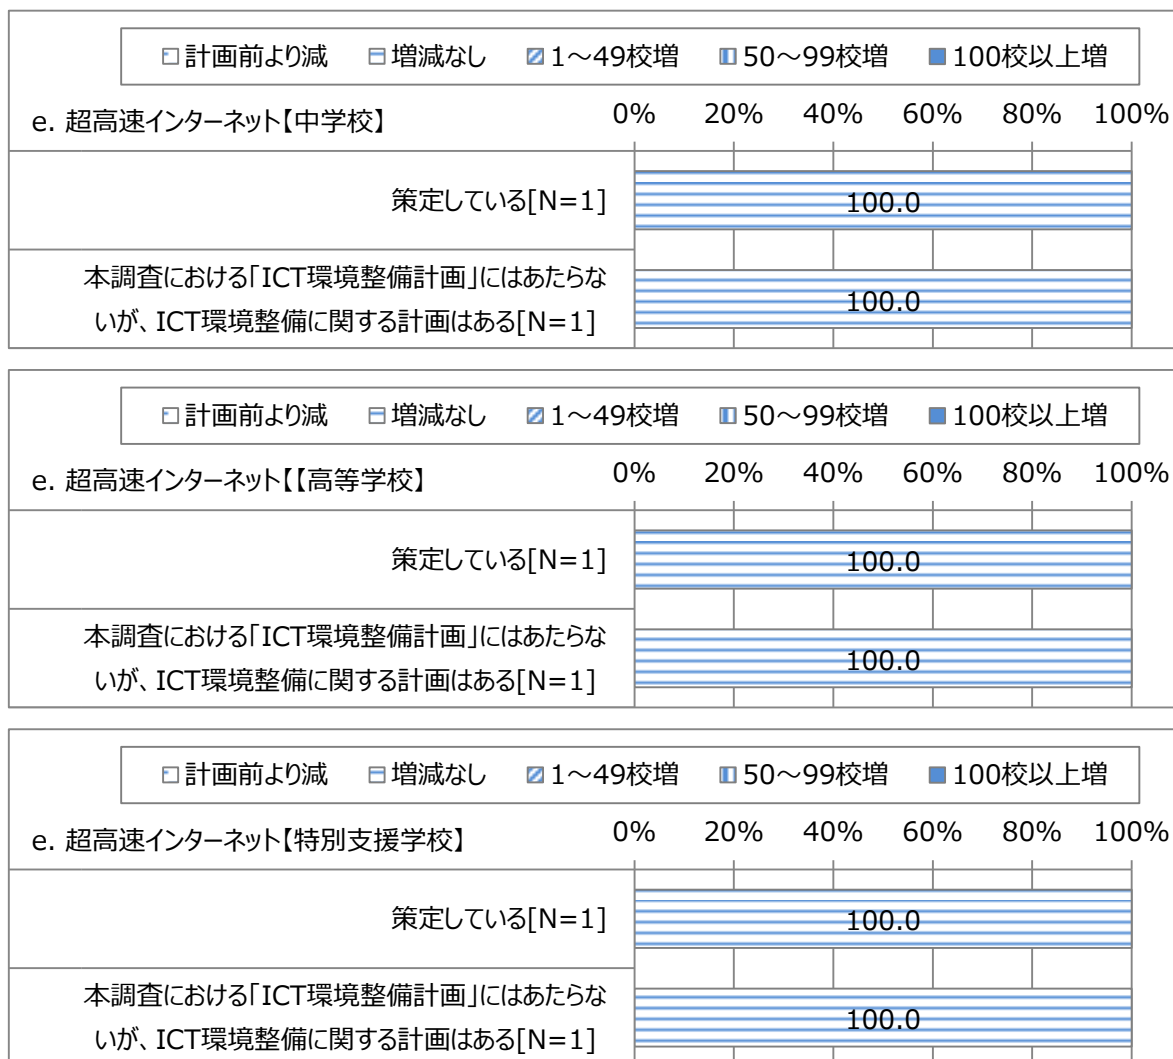 計画前より減 増減なし 1～49校増 50～99校増 100校以上増
e. 超高速インターネット【中学校】 0% 20% 40% 60% 80% 100%
策定している[N=1] 100.0
本調査における「ICT環境整備計画」にはあたらな
いが、ICT環境整備に関する計画はある[N=1] 100.0
計画前より減 増減なし 1～49校増 50～99校増 100校以上増
e. 超高速インターネット【【高等学校】 0% 20% 40% 60% 80% 100%
策定している[N=1] 100.0
本調査における「ICT環境整備計画」にはあたらな
いが、ICT環境整備に関する計画はある[N=1] 100.0
計画前より減 増減なし 1～49校増 50～99校増 100校以上増
e. 超高速インターネット【特別支援学校】 0% 20% 40% 60% 80% 100%
策定している[N=1] 100.0
本調査における「ICT環境整備計画」にはあたらな
いが、ICT環境整備に関する計画はある[N=1] 100.0